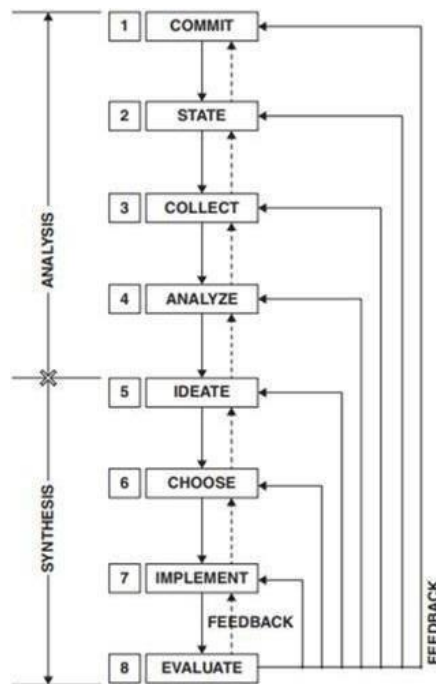 1 COMMIT
2 STATE
3 COLLECT
ANALYSIS
4 ANALYZE
5 IDEATE
6 CHOOSE
SYNTHESIS
7 IMPLEMENT
FEEDBACK
FEEDBACK
8 EVALUATE